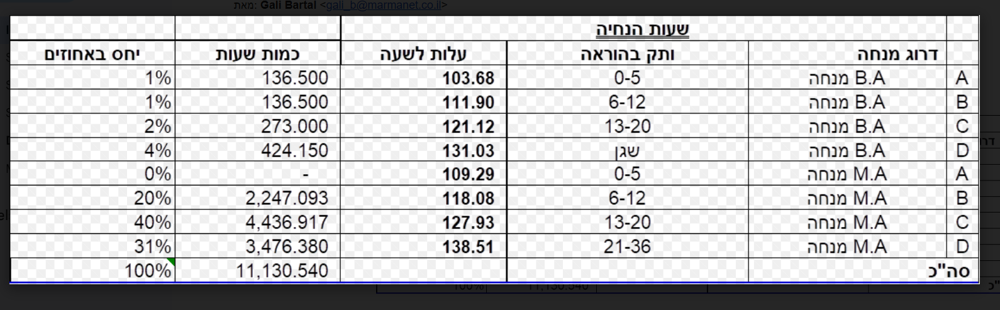 מאת: Gali Bartal <gali_b@marmanet.co.il>
שעות הנחיה
דרוג מנחה ותק בהוראה עלות לשעה כמות שעות יחס באחוזים
A מנחה B.A 0-5 103.68 136.500 1%
B מנחה B.A 6-12 111.90 136.500 1%
C מנחה B.A 13-20 121.12 273.000 2%
D מנחה B.A שגן 131.03 424.150 4%
A מנחה M.A 0-5 109.29 - 0%
B מנחה M.A 6-12 118.08 2,247.093 20%
C מנחה M.A 13-20 127.93 4,436.917 40%
D מנחה M.A 21-36 138.51 3,476.380 31%
סה"כ 11,130.540 100%
11,130.540 100%